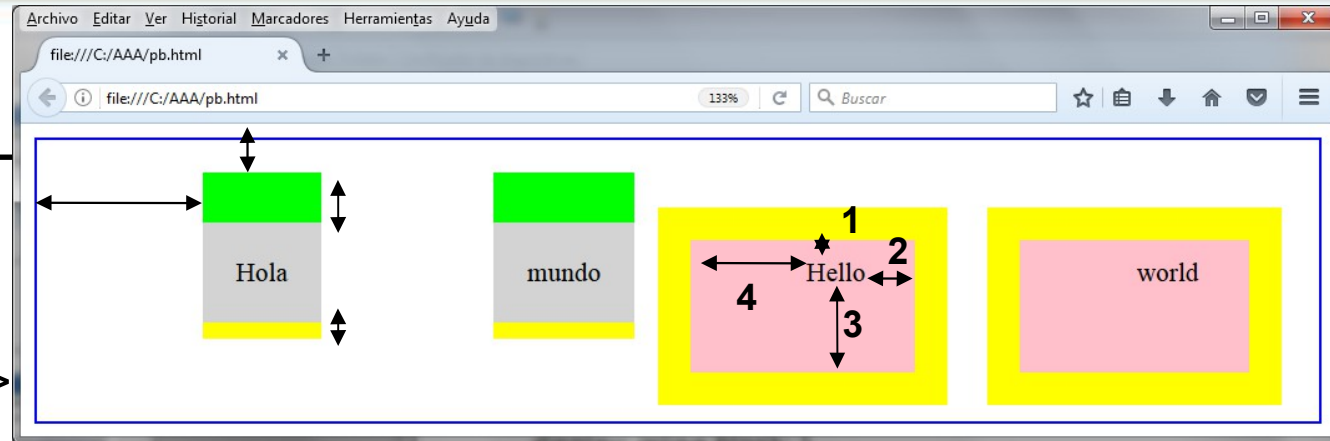 Archivo Editar Ver Historial Marcadores Herramientas Ayuda
file:///C:/AAA/pb.html × +
file:///C:/AAA/pb.html 133% Buscar
1
2
Hola mundo Hello world
4
3
>